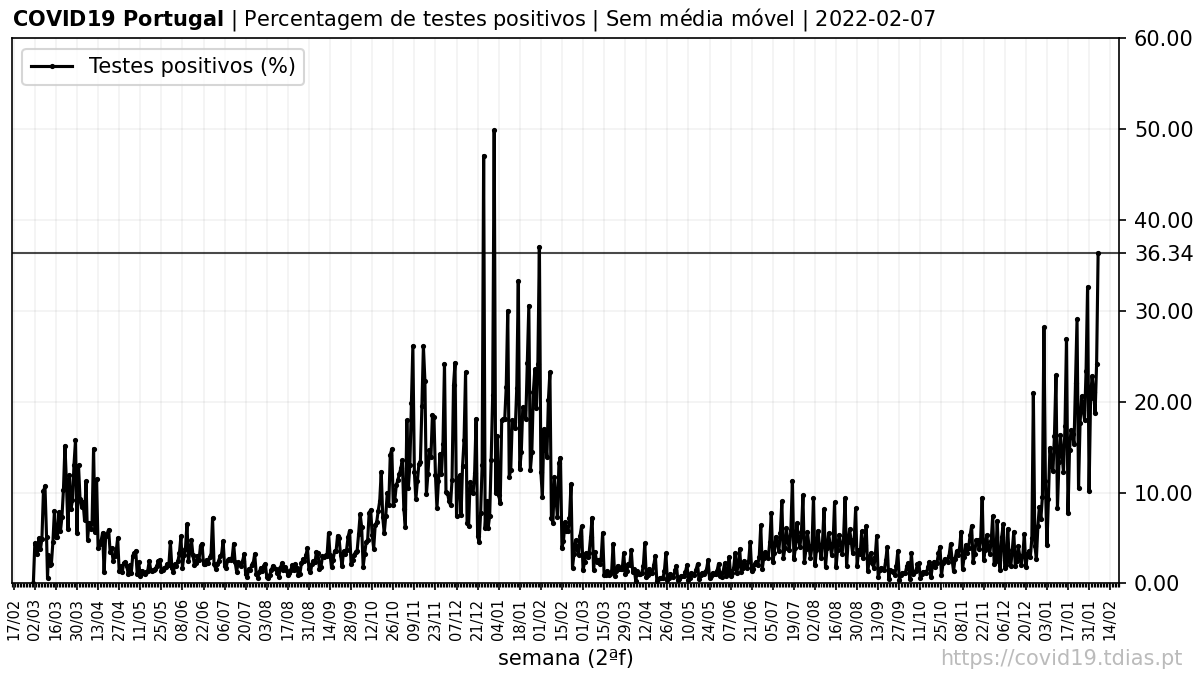 COVID19 Portugal | Percentagem de testes positivos | Sem média móvel | 2022-02-07
Testes positivos (%)
60.00
50.00
40.00
36.34
30.00
20.00
10.00
0.00
17/02 02/03 16/03 30/03 13/04 27/04 11/05 25/05 08/06 22/06 06/07 20/07 03/08 17/08 31/08 14/09 28/09 12/10 26/10 09/11 23/11 07/12 21/12 04/01 18/01 01/02 15/02 01/03 15/03 29/03 12/04 26/04 10/05 24/05 07/06 21/06 05/07 19/07 02/08 16/08 30/08 13/09 27/09 11/10 25/10 08/11 22/11 06/12 20/12 03/01 17/01 31/01 14/02
semana (2ªf)
https://covid19.tdias.pt